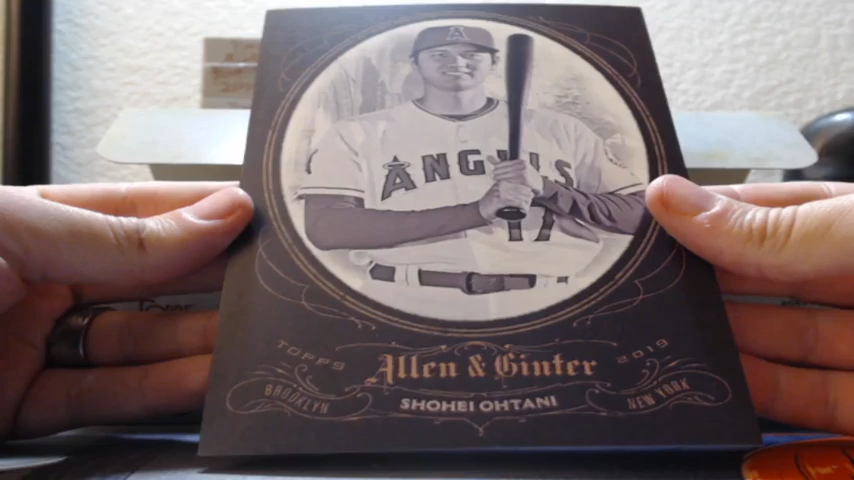 A
ANGELS
17
TOPPS Allen & Ginter 2019
BROOKLYN SHOHEI OHTANI NEW YORK